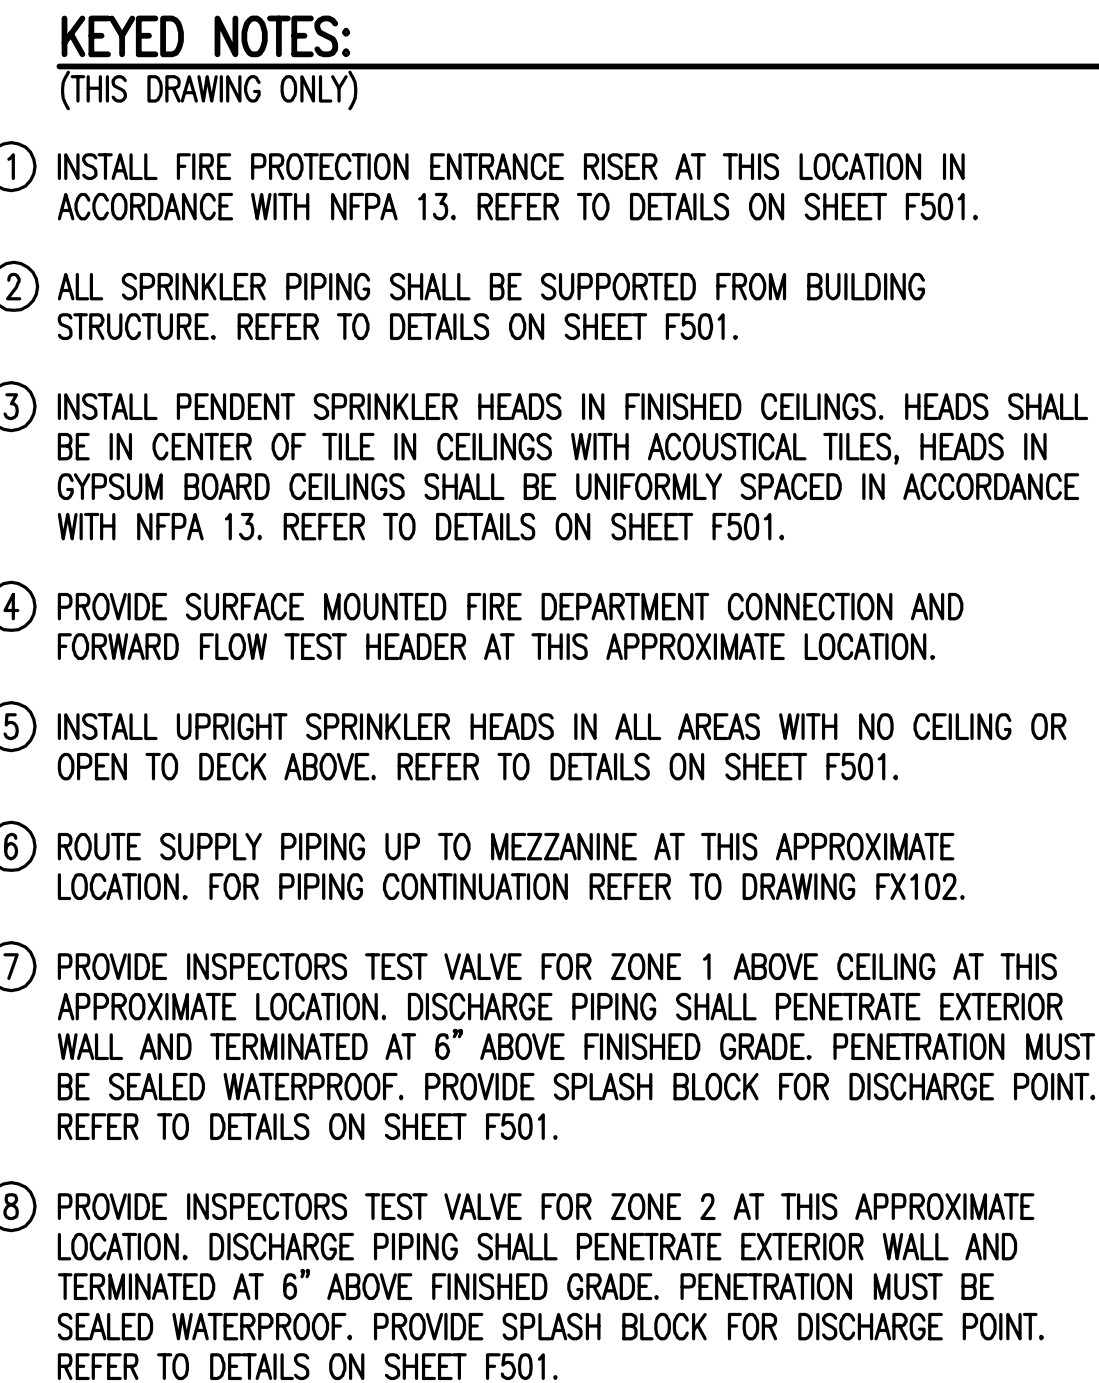 KEYED NOTES:
(THIS DRAWING ONLY)
1 INSTALL FIRE PROTECTION ENTRANCE RISER AT THIS LOCATION IN
ACCORDANCE WITH NFPA 13. REFER TO DETAILS ON SHEET F501.
2 ALL SPRINKLER PIPING SHALL BE SUPPORTED FROM BUILDING
STRUCTURE. REFER TO DETAILS ON SHEET F501.
3 INSTALL PENDENT SPRINKLER HEADS IN FINISHED CEILINGS. HEADS SHALL
BE IN CENTER OF TILE IN CEILINGS WITH ACOUSTICAL TILES, HEADS IN
GYPSUM BOARD CEILINGS SHALL BE UNIFORMLY SPACED IN ACCORDANCE
WITH NFPA 13. REFER TO DETAILS ON SHEET F501.
4 PROVIDE SURFACE MOUNTED FIRE DEPARTMENT CONNECTION AND
FORWARD FLOW TEST HEADER AT THIS APPROXIMATE LOCATION.
5 INSTALL UPRIGHT SPRINKLER HEADS IN ALL AREAS WITH NO CEILING OR
OPEN TO DECK ABOVE. REFER TO DETAILS ON SHEET F501.
6 ROUTE SUPPLY PIPING UP TO MEZZANINE AT THIS APPROXIMATE
LOCATION. FOR PIPING CONTINUATION REFER TO DRAWING FX102.
7 PROVIDE INSPECTORS TEST VALVE FOR ZONE 1 ABOVE CEILING AT THIS
APPROXIMATE LOCATION. DISCHARGE PIPING SHALL PENETRATE EXTERIOR
WALL AND TERMINATED AT 6" ABOVE FINISHED GRADE. PENETRATION MUST
BE SEALED WATERPROOF. PROVIDE SPLASH BLOCK FOR DISCHARGE POINT.
REFER TO DETAILS ON SHEET F501.
8 PROVIDE INSPECTORS TEST VALVE FOR ZONE 2 AT THIS APPROXIMATE
LOCATION. DISCHARGE PIPING SHALL PENETRATE EXTERIOR WALL AND
TERMINATED AT 6" ABOVE FINISHED GRADE. PENETRATION MUST BE
SEALED WATERPROOF. PROVIDE SPLASH BLOCK FOR DISCHARGE POINT.
REFER TO DETAILS ON SHEET F501.